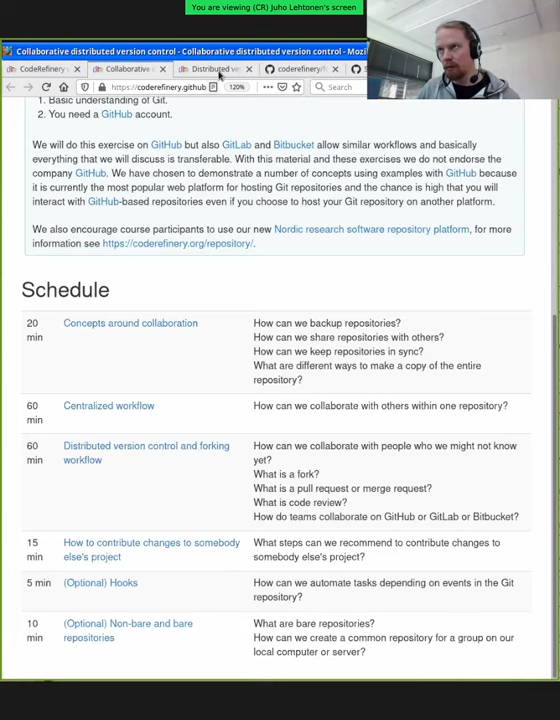 You are viewing (CR) Juho Lehtonen's screen
Collaborative distributed version control - Collaborative distributed version control - Mozi
CodeRefinery
Collaborative
Distributed ve
coderefinery/
https://coderefinery.github
120%
Search
1. Basic understanding of Git.
2. You need a GitHub account.
We will do this exercise on GitHub but also GitLab and Bitbucket allow similar workflows and basically
everything that we will discuss is transferable. With this material and these exercises we do not endorse the
company GitHub. We have chosen to demonstrate a number of concepts using examples with GitHub because
it is currently the most popular web platform for hosting Git repositories and the chance is high that you will
interact with GitHub-based repositories even if you choose to host your Git repository on another platform.
We also encourage course participants to use our new Nordic research software repository platform, for more
information see https://coderefinery.org/repository/.
Schedule
20 min
Concepts around collaboration
How can we backup repositories?
How can we share repositories with others?
How can we keep repositories in sync?
What are different ways to make a copy of the entire
repository?
60 min
Centralized workflow
How can we collaborate with others within one repository?
60 min
Distributed version control and forking
workflow
How can we collaborate with people who we might not know
yet?
What is a fork?
What is a pull request or merge request?
What is code review?
How do teams collaborate on GitHub or GitLab or Bitbucket?
15 min
How to contribute changes to somebody
else's project
What steps can we recommend to contribute changes to
somebody else's project?
5 min
(Optional) Hooks
How can we automate tasks depending on events in the Git
repository?
10 min
(Optional) Non-bare and bare
repositories
What are bare repositories?
How can we create a common repository for a group on our
local computer or server?